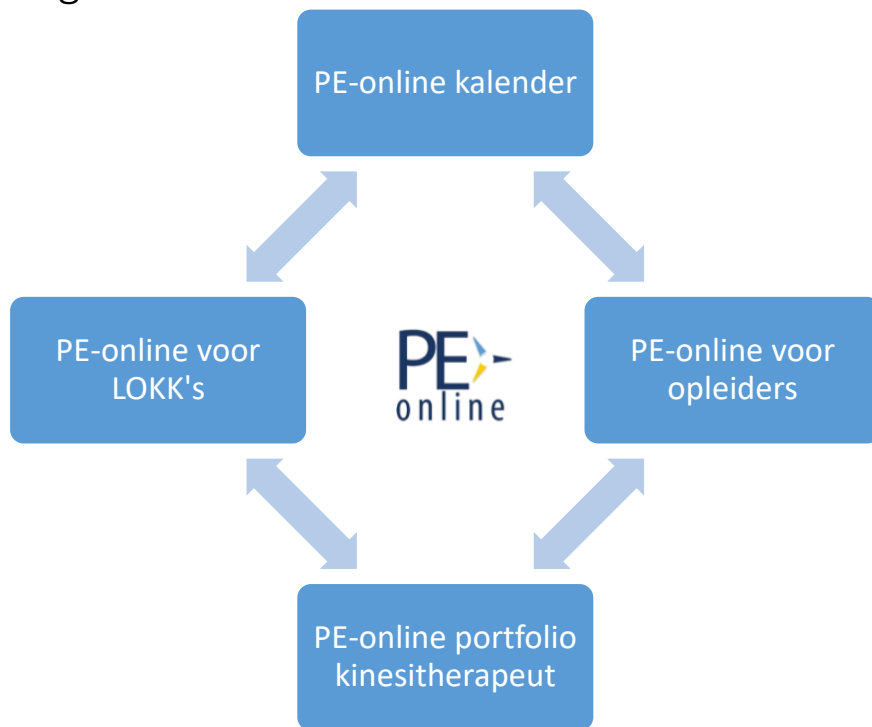 PE-online kalender
PE-online voor
LOKK's
PE
online
PE-online voor
opleiders
PE-online portfolio
kinesitherapeut